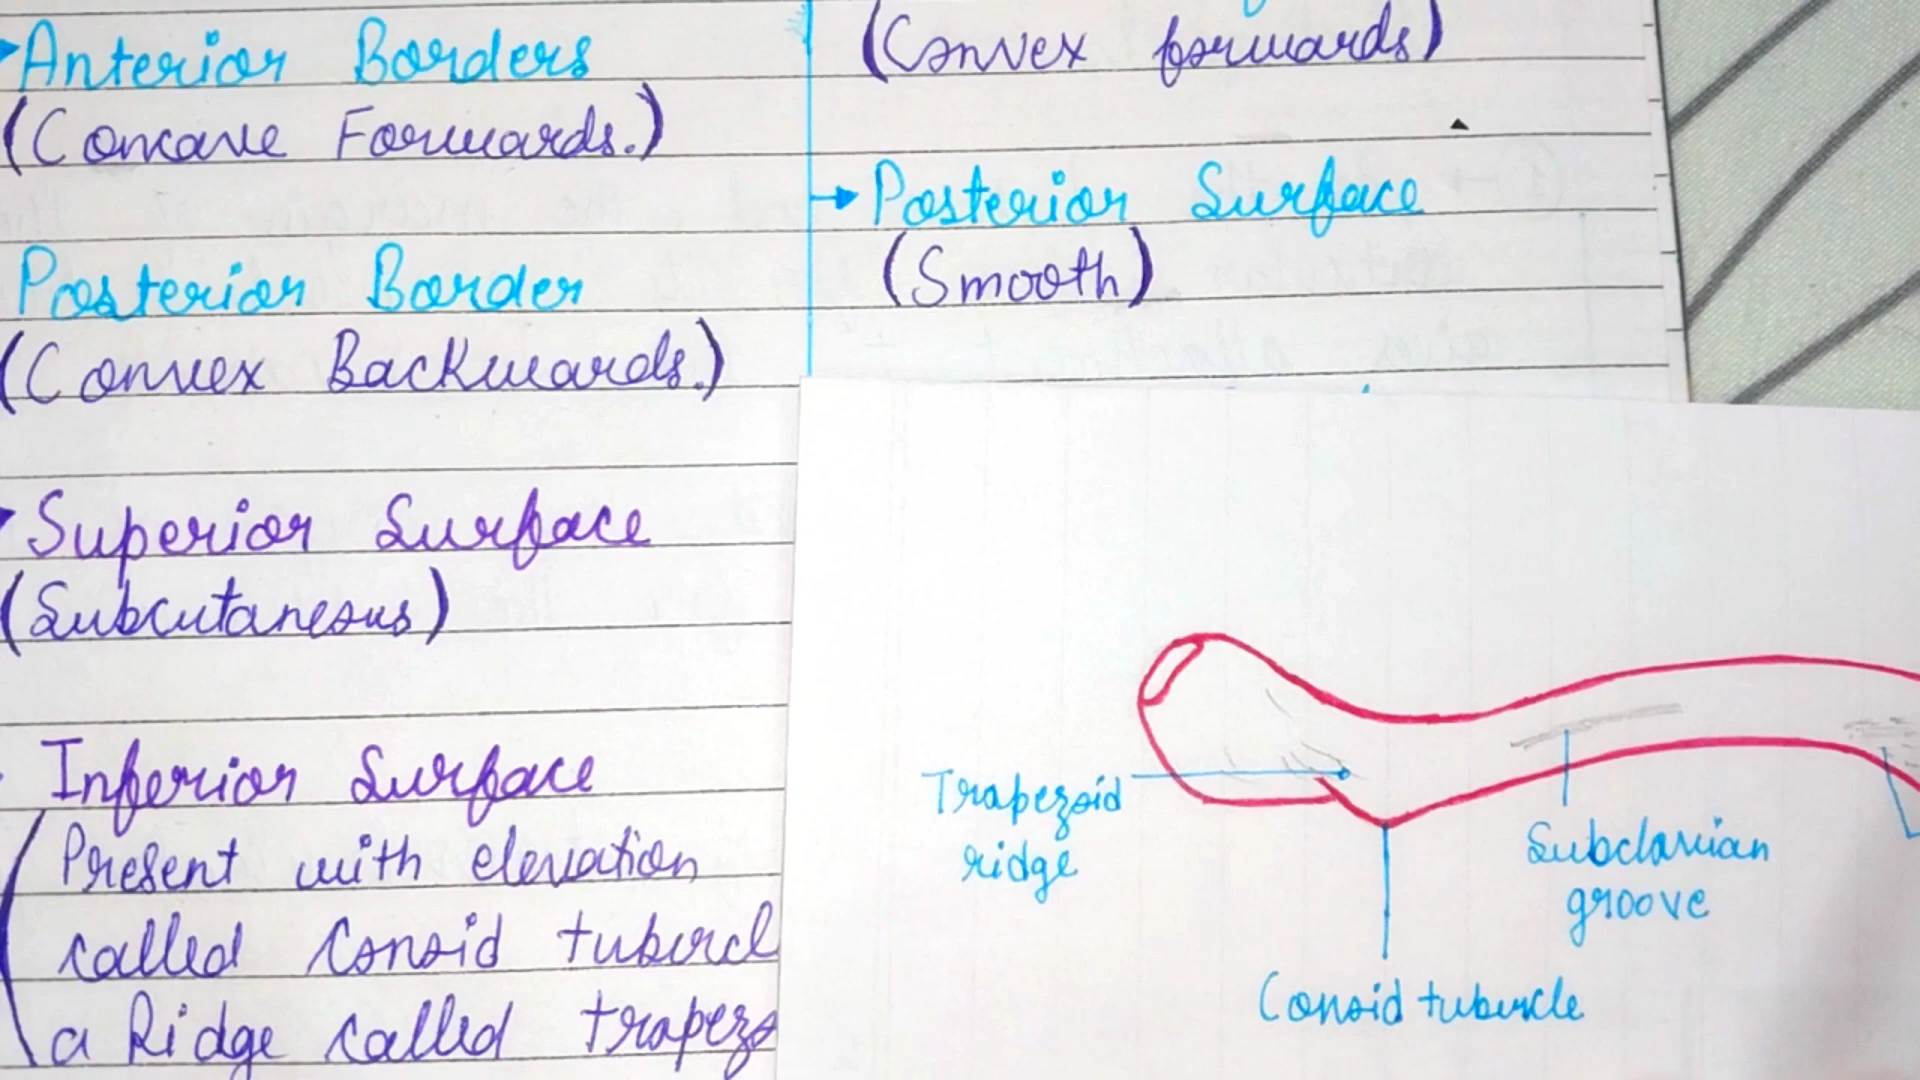 Anterior Borders
(Concave Forwards.)
Posterior Border
(Convex Backwards.)
Superior Surface
(Subcutaneous)
Inferior Surface
(Present with elevation
called Conoid tubercl
a Ridge called trapezo
(Convex forwards)
→ Posterior Surface
(Smooth)
Trapezoid
ridge
Subclavian
groove
Conoid tubercle